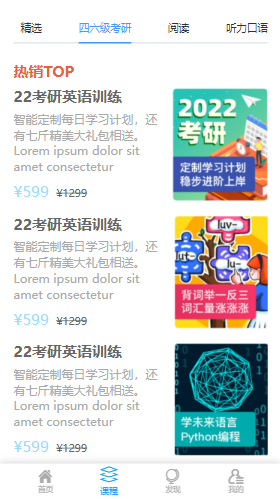 精选 四六级考研 阅读 听力口语
热销TOP
22考研英语训练
智能定制每日学习计划，还
有七斤精美大礼包相送。
Lorem ipsum dolor sit
amet consectetur
¥599 ¥1299
2022
考研
定制学习计划
稳步进阶上岸
22考研英语训练
智能定制每日学习计划，还
有七斤精美大礼包相送。
Lorem ipsum dolor sit
amet consectetur
¥599 ¥1299
luv-
lu-
背词举一反三
词汇量涨涨涨
22考研英语训练
智能定制每日学习计划，还
有七斤精美大礼包相送。
Lorem ipsum dolor sit
amet consectetur
¥599 ¥1299
学未来语言
Python编程
首页 课程 发现 我的